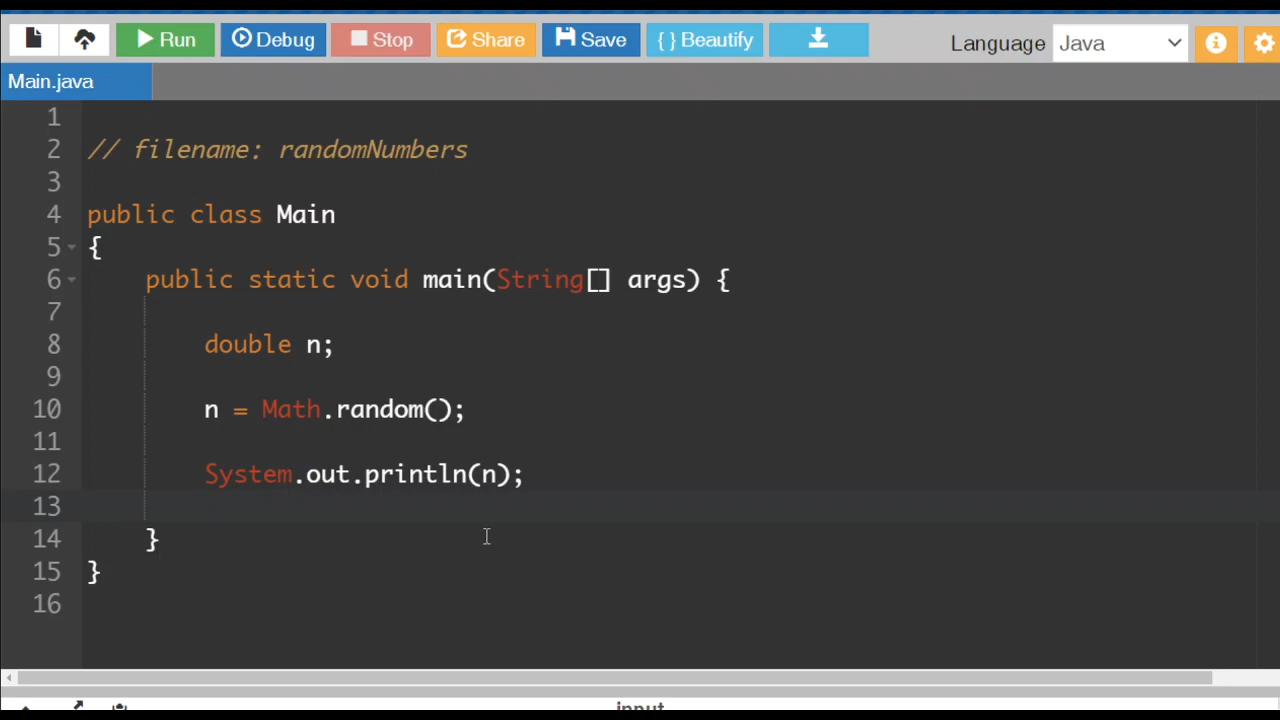 Run Debug Stop Share Save { } Beautify Language Java
Main.java
1
2 // filename: randomNumbers
3
4 public class Main
5 {
6 public static void main(String[] args) {
7
8 double n;
9
10 n = Math.random();
11
12 System.out.println(n);
13
14 }
15 }
16
input